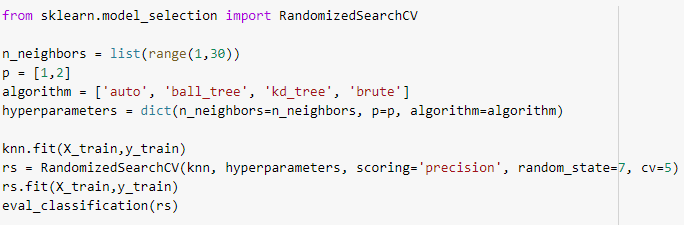 from sklearn.model_selection import RandomizedSearchCV
n_neighbors = list(range(1,30))
p = [1,2]
algorithm = ['auto', 'ball_tree', 'kd_tree', 'brute']
hyperparameters = dict(n_neighbors=n_neighbors, p=p, algorithm=algorithm)
knn.fit(X_train,y_train)
rs = RandomizedSearchCV(knn, hyperparameters, scoring='precision', random_state=7, cv=5)
rs.fit(X_train,y_train)
eval_classification(rs)